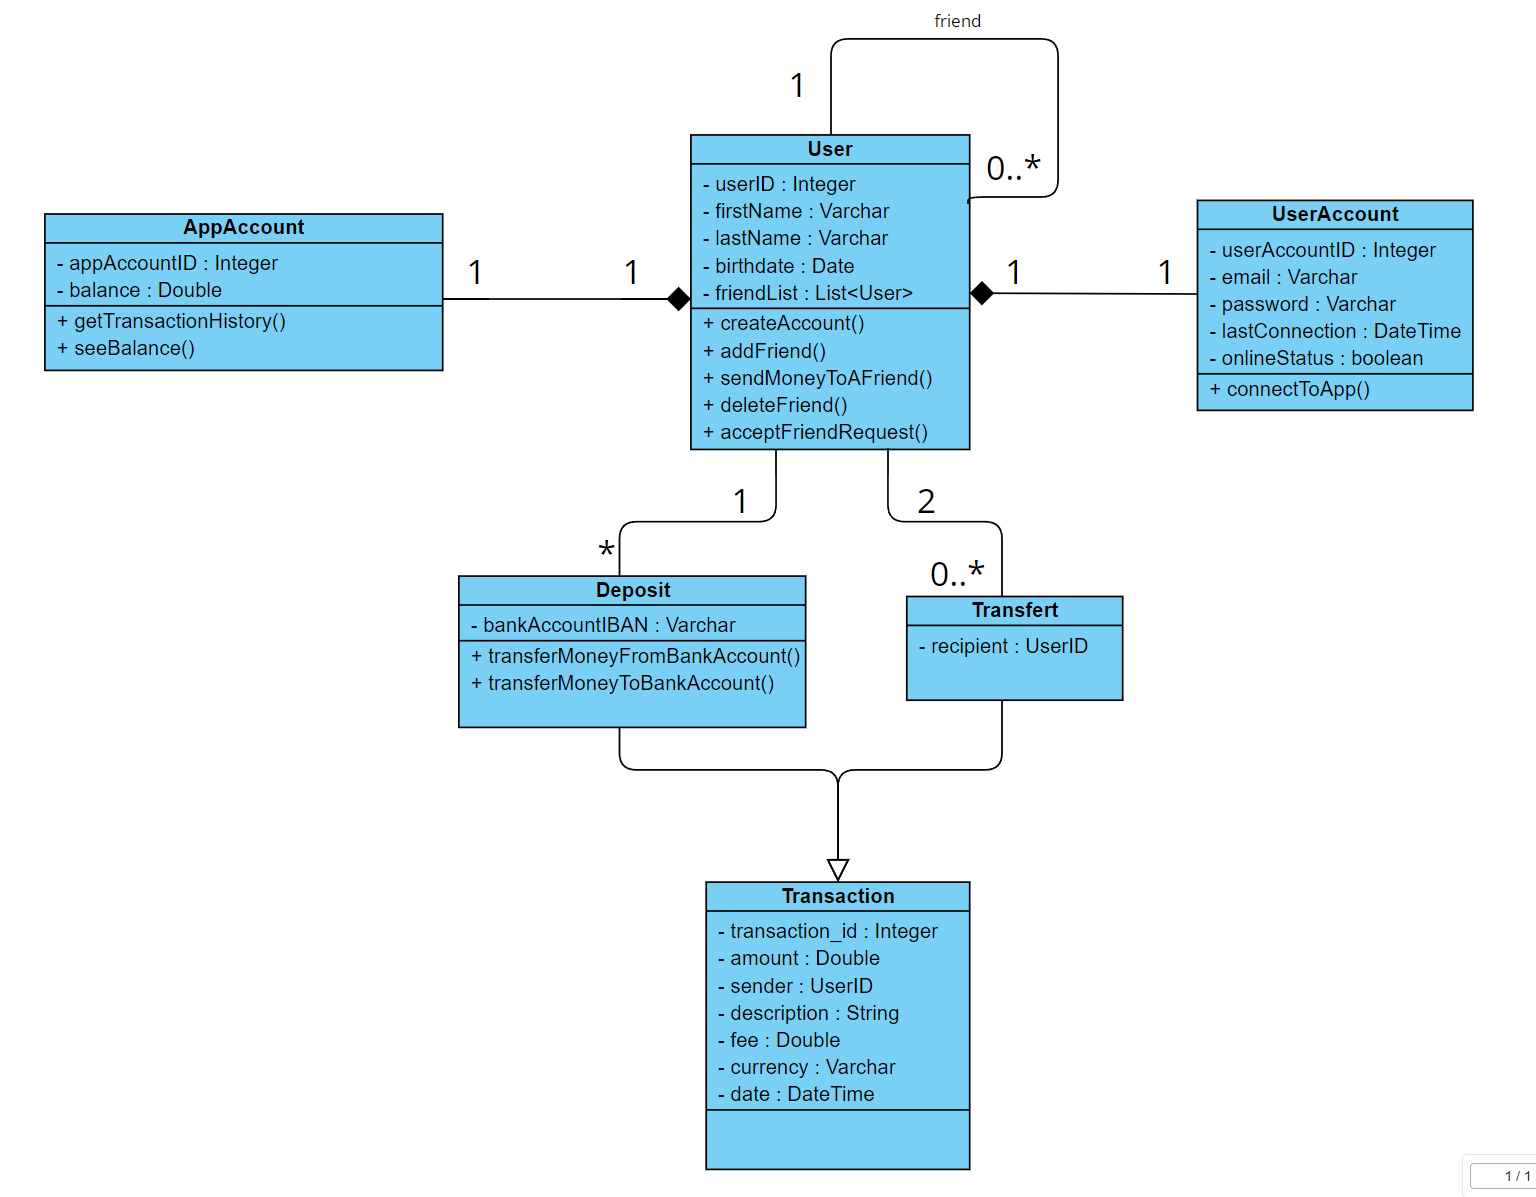 friend
1
0..*
User
- userID : Integer
- firstName : Varchar
- lastName : Varchar
- birthdate : Date
- friendList : List<User>
+ createAccount()
+ addFriend()
+ sendMoneyToAFriend()
+ deleteFriend()
+ acceptFriendRequest()
AppAccount
- appAccountID : Integer
- balance : Double
+ getTransactionHistory()
+ seeBalance()
1
1
1
1
UserAccount
- userAccountID : Integer
- email : Varchar
- password : Varchar
- lastConnection : DateTime
- onlineStatus : boolean
+ connectToApp()
1
*
2
0..*
Deposit
- bankAccountIBAN : Varchar
+ transferMoneyFromBankAccount()
+ transferMoneyToBankAccount()
Transfert
- recipient : UserID
Transaction
- transaction_id : Integer
- amount : Double
- sender : UserID
- description : String
- fee : Double
- currency : Varchar
- date : DateTime
1 / 1